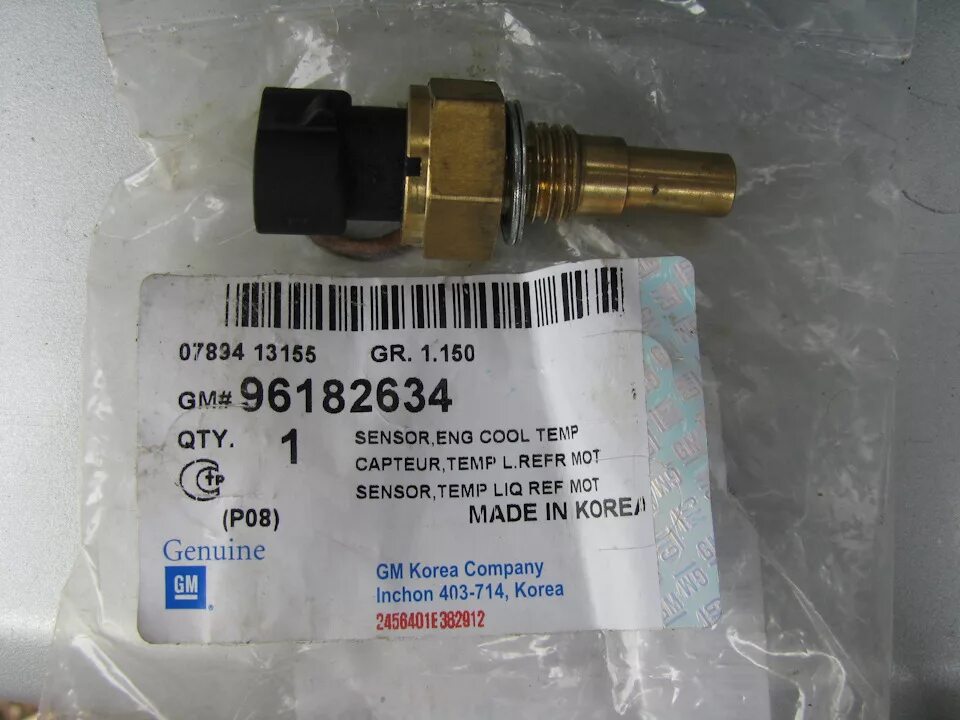 07894 13155 GR. 1.150
GM# 96182634
QTY. 1
SENSOR,ENG COOL TEMP
CAPTEUR,TEMP L.REFR MOT
SENSOR,TEMP LIQ REF MOT
(P08) MADE IN KOREA
Genuine
GM
GM Korea Company
Inchon 403-714, Korea
2456401E382912